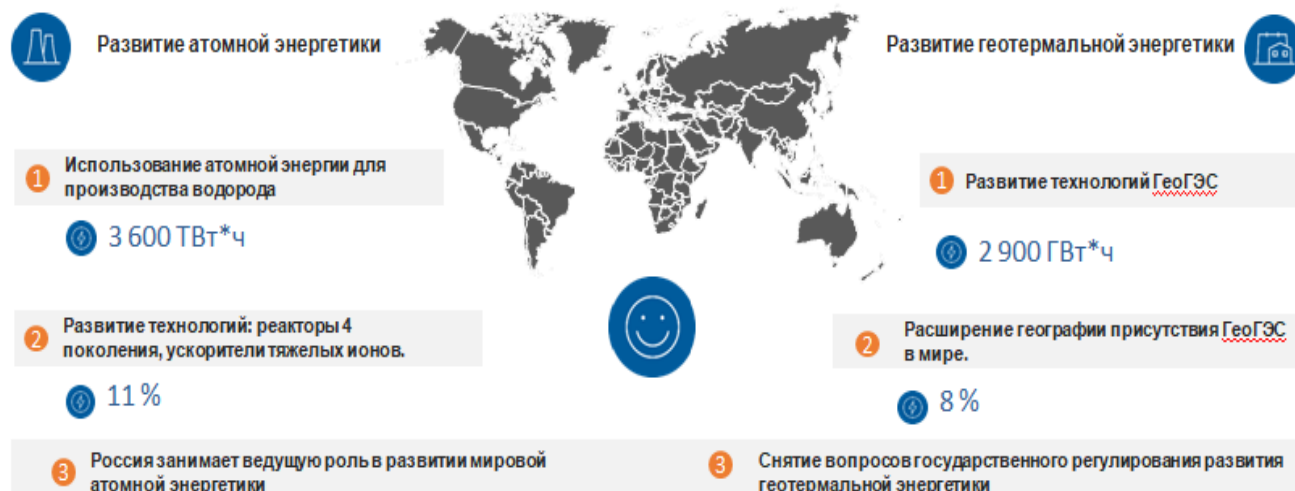 Развитие атомной энергетики
Развитие геотермальной энергетики
1
Использование атомной энергии для
производства водорода
3 600 ТВт*ч
2
Развитие технологий: реакторы 4
поколения, ускорители тяжелых ионов.
11 %
3
Россия занимает ведущую роль в развитии мировой
атомной энергетики
1
Развитие технологий ГеоГЭС
2 900 ГВт*ч
2
Расширение географии присутствия ГеоГЭС
в мире.
8 %
3
Снятие вопросов государственного регулирования развития
геотермальной энергетики